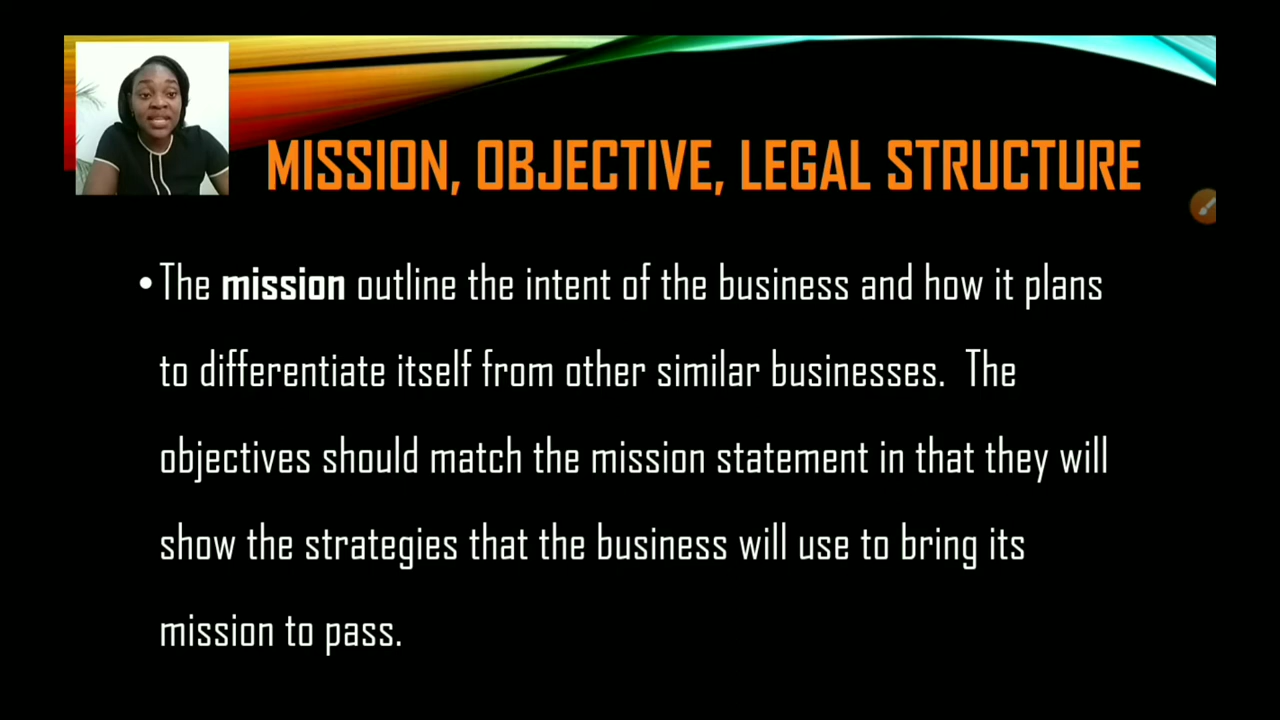 MISSION, OBJECTIVE, LEGAL STRUCTURE
•The mission outline the intent of the business and how it plans
to differentiate itself from other similar businesses. The
objectives should match the mission statement in that they will
show the strategies that the business will use to bring its
mission to pass.